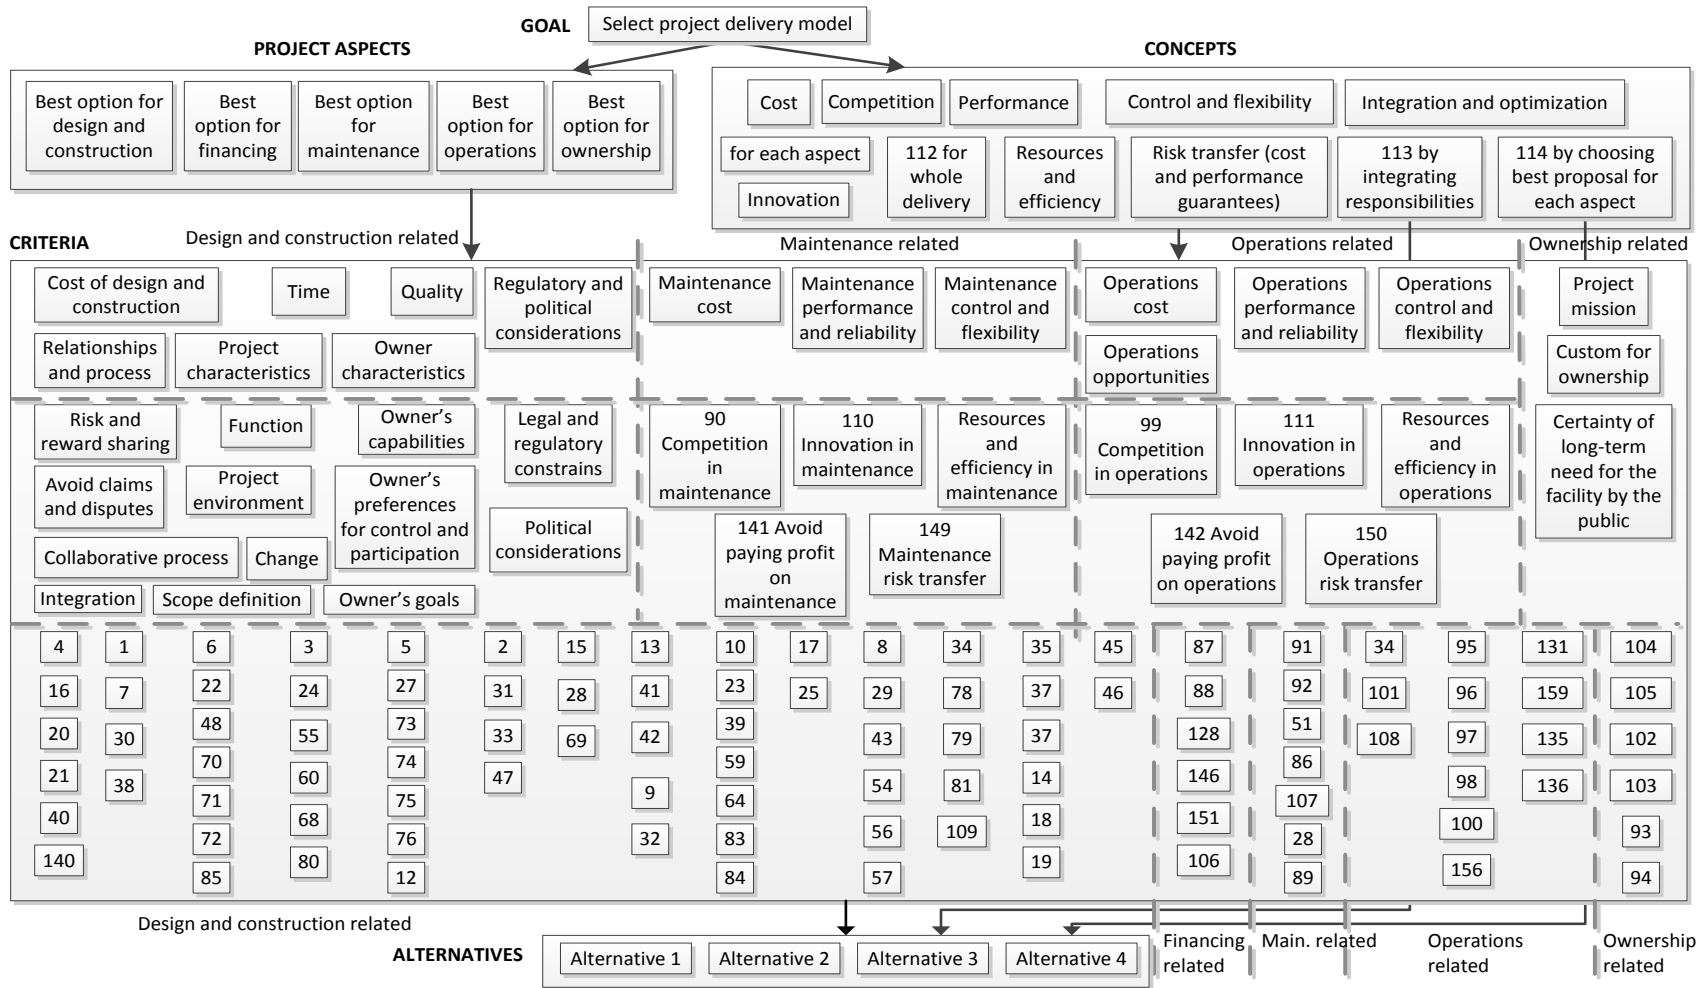 GOAL
Select project delivery model
PROJECT ASPECTS
CONCEPTS
Best option for
design and
construction
Best
option for
financing
Best option
for
maintenance
Best
option for
operations
Best
option for
ownership
Cost
Competition
Performance
Control and flexibility
Integration and optimization
for each aspect
Innovation
112 for
whole
delivery
Resources
and
efficiency
Risk transfer (cost
and performance
guarantees)
113 by
integrating
responsibilities
114 by choosing
best proposal for
each aspect
CRITERIA
Design and construction related
Maintenance related
Operations related
Ownership related
Cost of design and
construction
Time
Quality
Regulatory and
political
considerations
Relationships
and process
Project
characteristics
Owner
characteristics
Maintenance
cost
Maintenance
performance
and reliability
Maintenance
control and
flexibility
Operations
cost
Operations
performance
and reliability
Operations
control and
flexibility
Operations
opportunities
Project
mission
Custom for
ownership
Risk and
reward sharing
Function
Owner's
capabilities
Legal and
regulatory
constrains
Avoid claims
and disputes
Project
environment
Owner's
preferences
for control and
participation
Political
considerations
Collaborative process
Change
Integration
Scope definition
Owner's goals
90
Competition
in
maintenance
110
Innovation in
maintenance
Resources
and
efficiency in
maintenance
141 Avoid
paying profit
on
maintenance
149
Maintenance
risk transfer
99
Competition
in operations
111
Innovation in
operations
Resources
and
efficiency in
operations
142 Avoid
paying profit
on operations
150
Operations
risk transfer
Certainty of
long-term
need for the
facility by the
public
4
16
20
21
40
140
1
7
30
38
6
22
48
70
71
72
85
3
24
55
60
68
80
5
27
73
74
75
76
12
2
31
33
47
15
28
69
13
41
42
9
32
10
23
39
59
64
83
84
17
25
8
29
43
54
56
57
34
78
79
81
109
35
37
37
14
18
19
45
46
87
88
128
146
151
106
91
92
51
86
107
28
89
34
101
108
95
96
97
98
100
156
131
159
135
136
104
105
102
103
93
94
Design and construction related
Financing
related
Main. related
Operations
related
Ownership
related
ALTERNATIVES
Alternative 1
Alternative 2
Alternative 3
Alternative 4